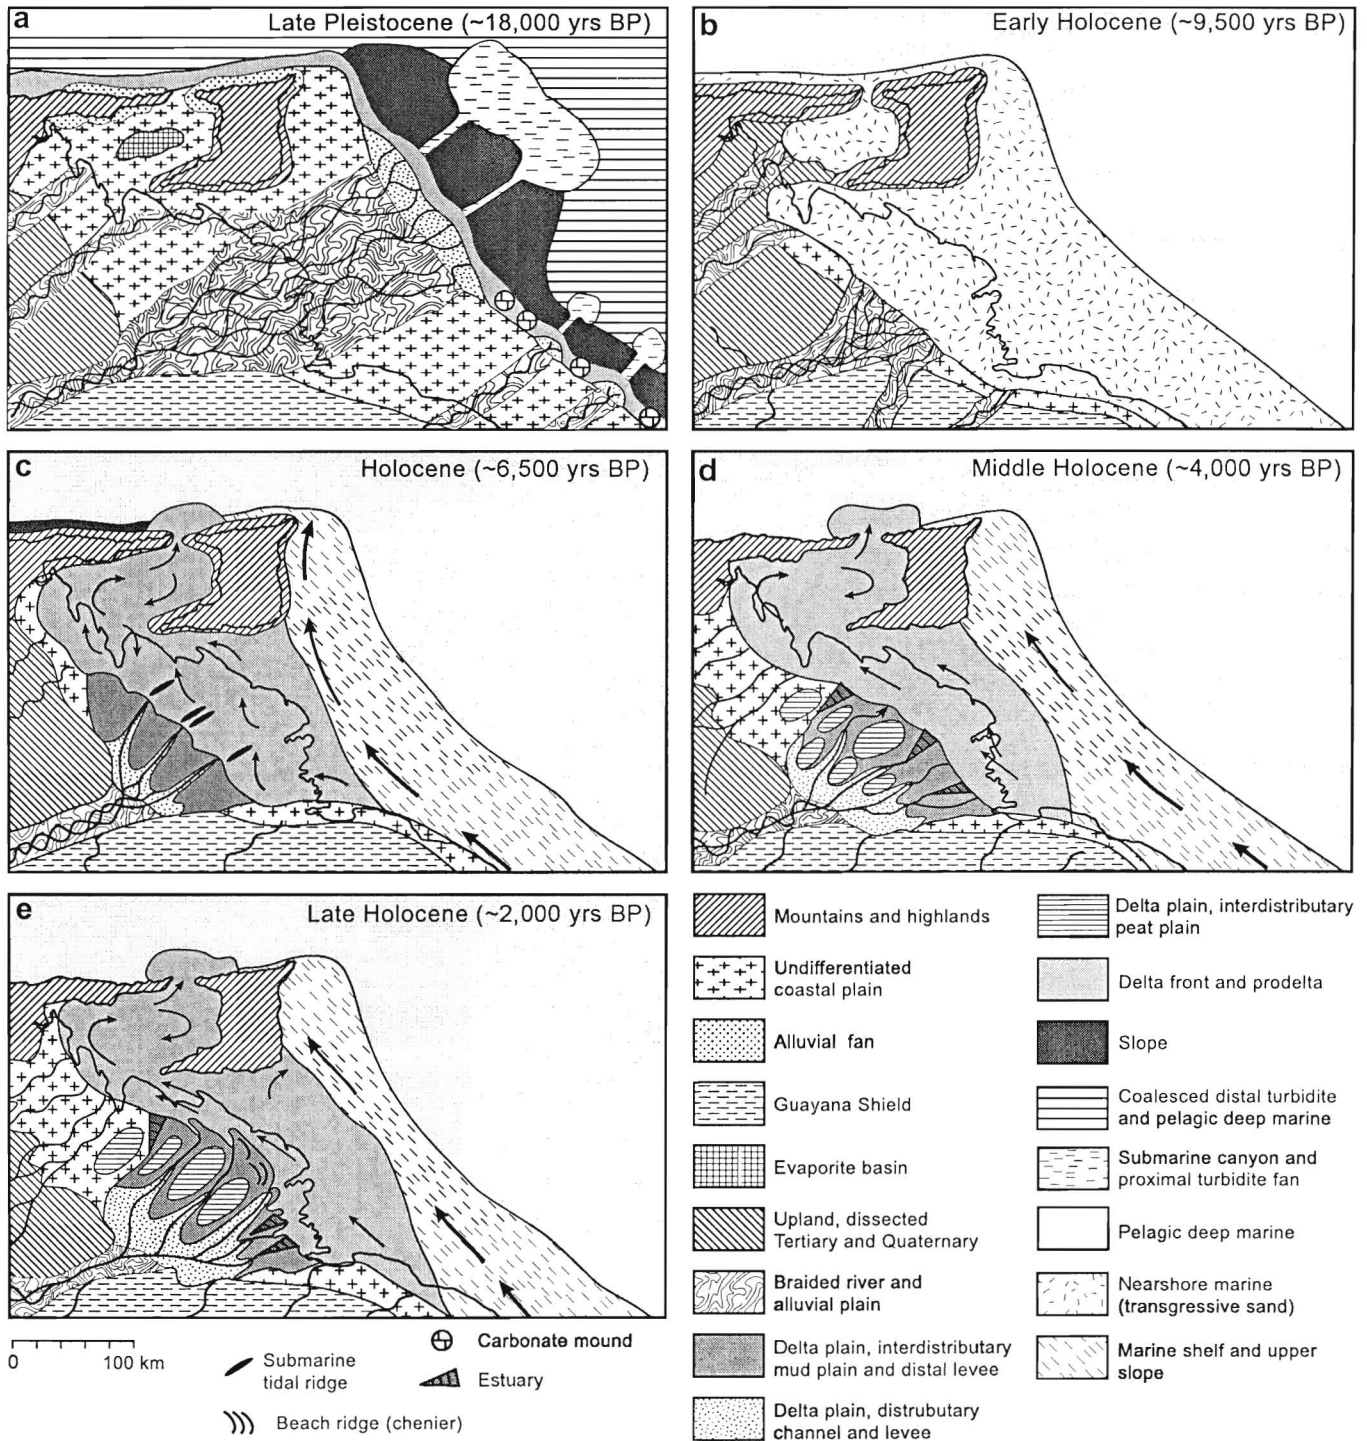 a
Late Pleistocene (~18,000 yrs BP)
b
Early Holocene (~9,500 yrs BP)
c
Holocene (~6,500 yrs BP)
d
Middle Holocene (~4,000 yrs BP)
e
Late Holocene (~2,000 yrs BP)
0 100 km
Submarine
tidal ridge
Beach ridge (chenier)
Carbonate mound
Estuary
Mountains and highlands
Undifferentiated
coastal plain
Alluvial fan
Guayana Shield
Evaporite basin
Upland, dissected
Tertiary and Quaternary
Braided river and
alluvial plain
Delta plain, interdistributary
mud plain and distal levee
Delta plain, distrubutary
channel and levee
Delta plain, interdistributary
peat plain
Delta front and prodelta
Slope
Coalesced distal turbidite
and pelagic deep marine
Submarine canyon and
proximal turbidite fan
Pelagic deep marine
Nearshore marine
(transgressive sand)
Marine shelf and upper
slope